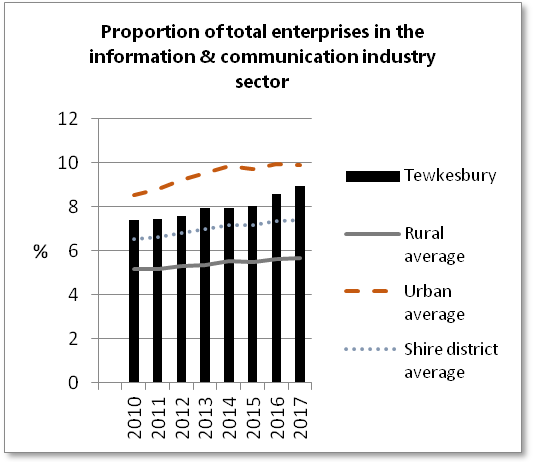 Proportion of total enterprises in the
information & communication industry
sector
12
10
8
6
4
2
0
%
2010
2011
2012
2013
2014
2015
2016
2017
Tewkesbury
Rural
average
Urban
average
Shire district
average